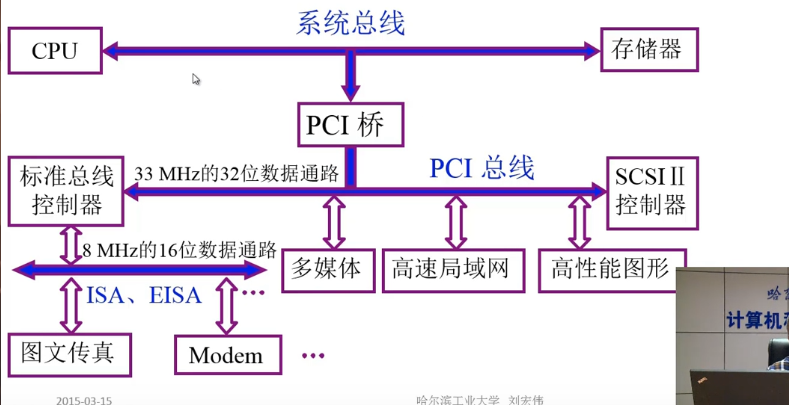 系统总线
CPU
存储器
PCI 桥
标准总线
控制器
33 MHz的32位数据通路
PCI 总线
SCSIⅡ
控制器
8 MHz的16位数据通路
多媒体
高速局域网
高性能图形
ISA、EISA
...
图文传真
Modem
...
计算机
2015-03-15
哈尔滨工业大学 刘宏伟